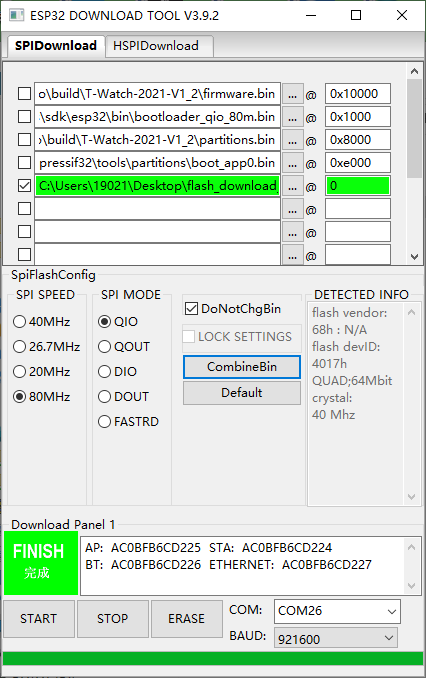 ESP32 DOWNLOAD TOOL V3.9.2
SPIDownload HSPIDownload
o\build\T-Watch-2021-V1_2\firmware.bin ... @ 0x10000
\sdk\esp32\bin\bootloader_qio_80m.bin ... @ 0x1000
\build\T-Watch-2021-V1_2\partitions.bin ... @ 0x8000
pressif32\tools\partitions\boot_app0.bin ... @ 0xe000
C:\Users\19021\Desktop\flash_download ... @ 0
... @
... @
... @
SpiFlashConfig
SPI SPEED
40MHz
26.7MHz
20MHz
80MHz
SPI MODE
QIO
QOUT
DIO
DOUT
FASTRD
DoNotChgBin
LOCK SETTINGS
CombineBin
Default
DETECTED INFO
flash vendor:
68h : N/A
flash devID:
4017h
QUAD;64Mbit
crystal:
40 Mhz
Download Panel 1
FINISH
完成
AP: AC0BFB6CD225 STA: AC0BFB6CD224
BT: AC0BFB6CD226 ETHERNET: AC0BFB6CD227
START STOP ERASE
COM: COM26
BAUD: 921600